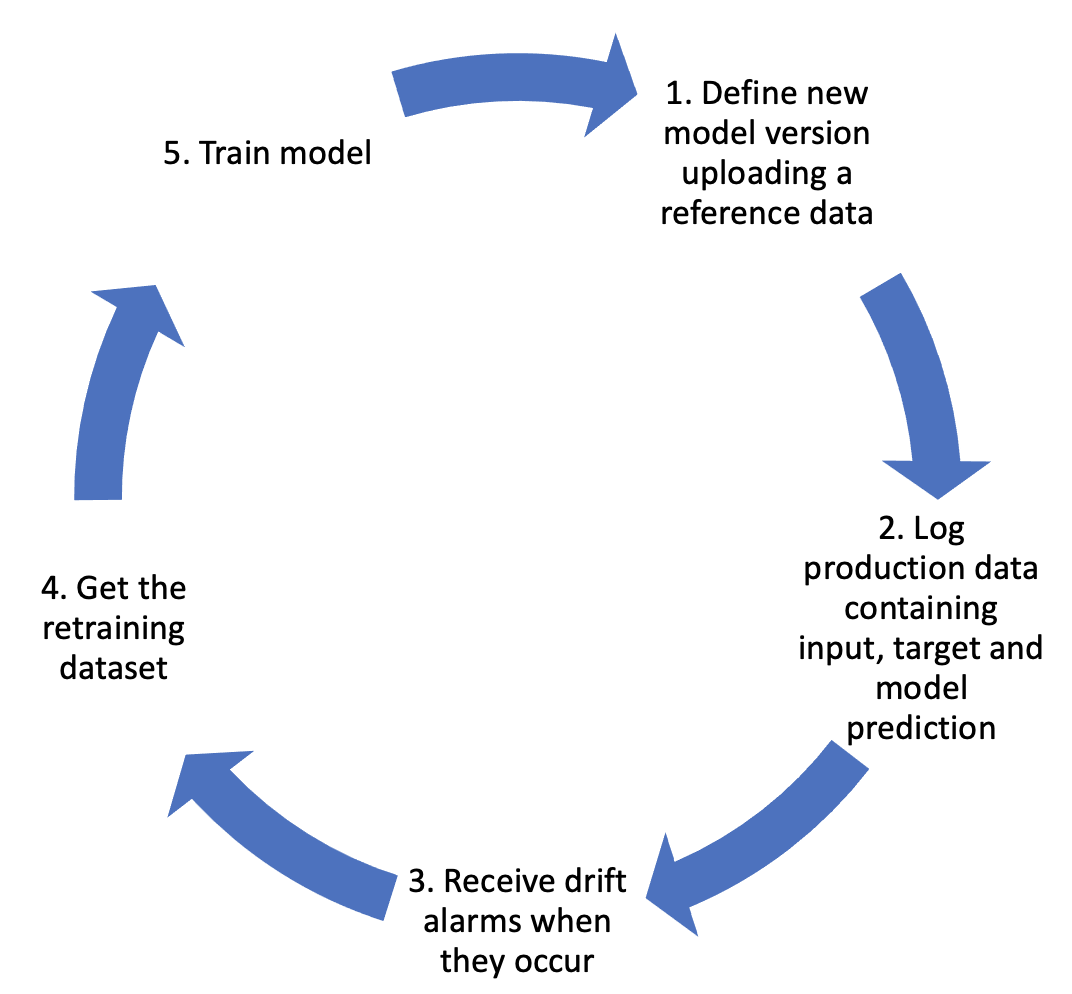 1. Define new
model version
uploading a
reference data
2. Log
production data
containing
input, target and
model
prediction
3. Receive drift
alarms when
they occur
4. Get the
retraining
dataset
5. Train model